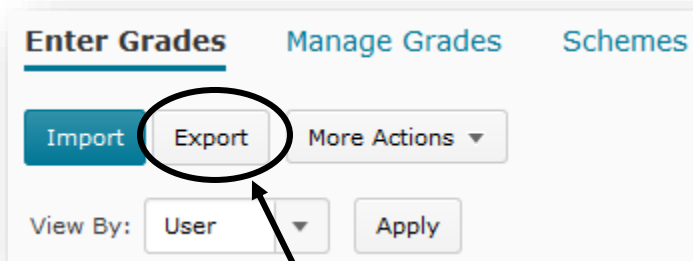 Enter Grades Manage Grades Schemes
Import Export More Actions
View By: User Apply